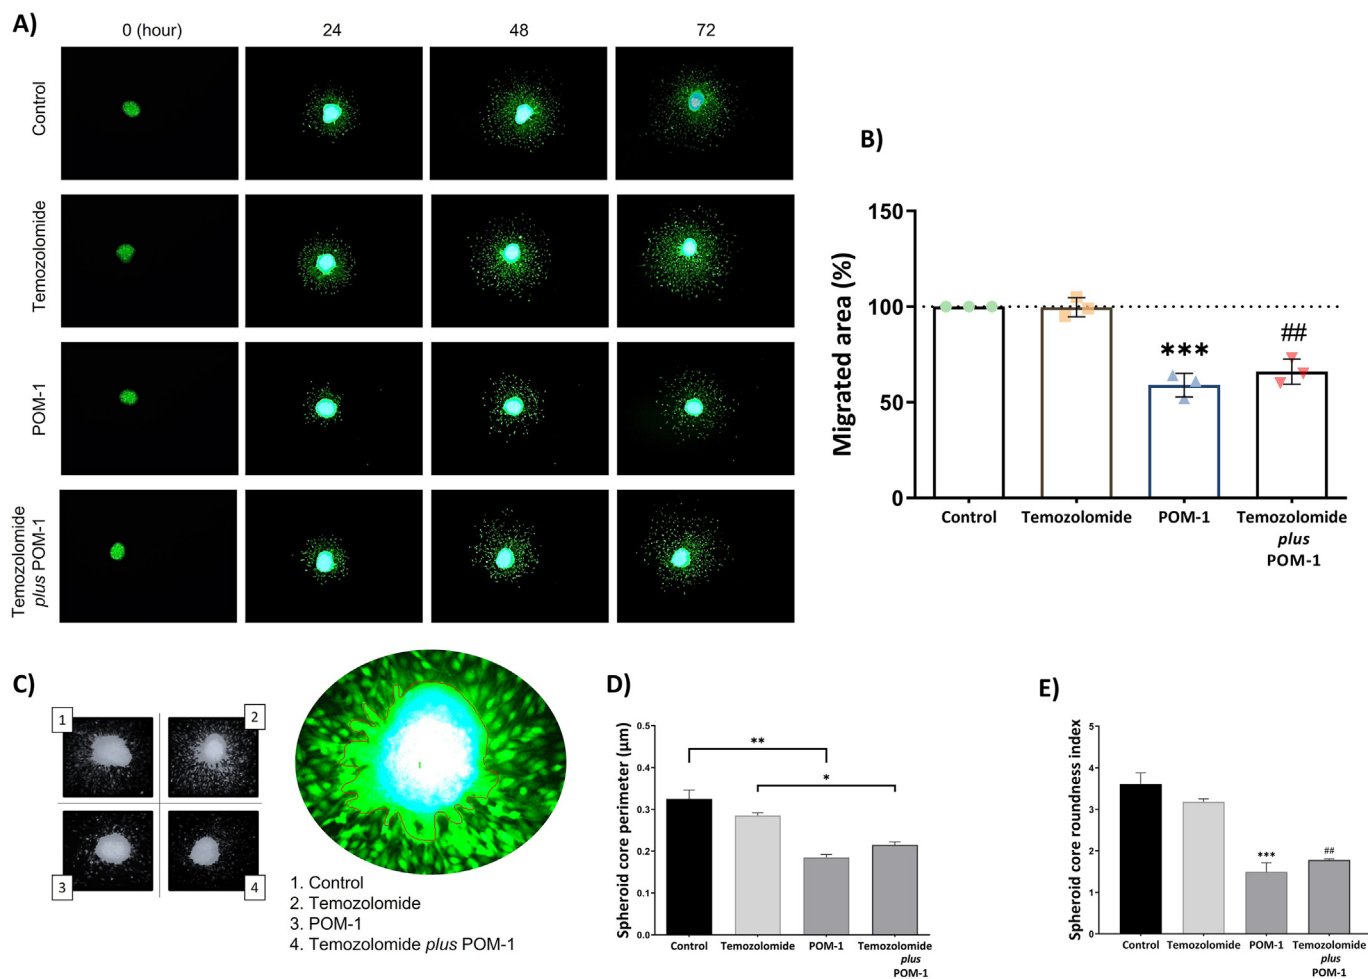 A)
0 (hour) 24 48 72
Control
Temozolomide
POM-1
Temozolomide
plus POM-1
B)
Migrated area (%)
150
100
50
0
***
##
Control Temozolomide POM-1 Temozolomide
plus
POM-1
C)
1
2
3
4
1
1. Control
2. Temozolomide
3. POM-1
4. Temozolomide plus POM-1
D)
Spheroid core perimeter (µm)
0.5
0.4
0.3
0.2
0.1
0.0
**
*
Control Temozolomide POM-1 Temozolomide
plus
POM-1
E)
Spheroid core roundness index
5
4
3
2
1
0
***
##
Control Temozolomide POM-1 Temozolomide
plus
POM-1